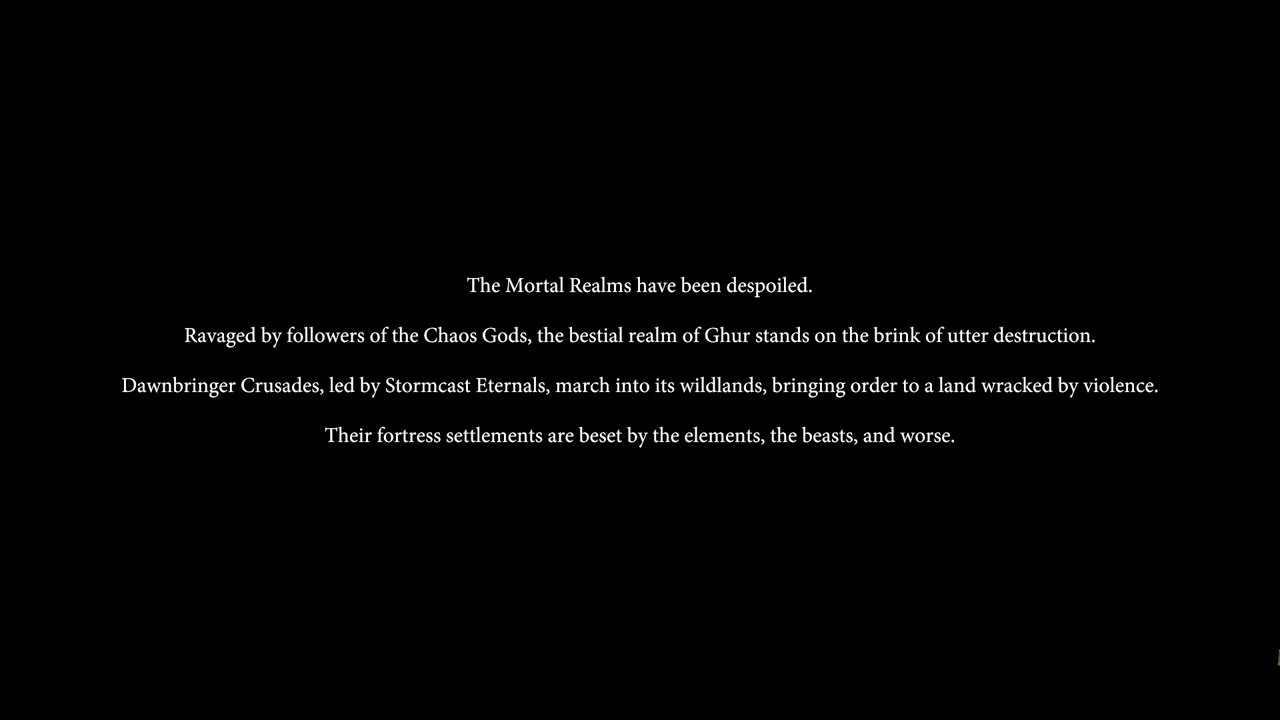 The Mortal Realms have been despoiled.
Ravaged by followers of the Chaos Gods, the bestial realm of Ghur stands on the brink of utter destruction.
Dawnbringer Crusades, led by Stormcast Eternals, march into its wildlands, bringing order to a land wracked by violence.
Their fortress settlements are beset by the elements, the beasts, and worse.